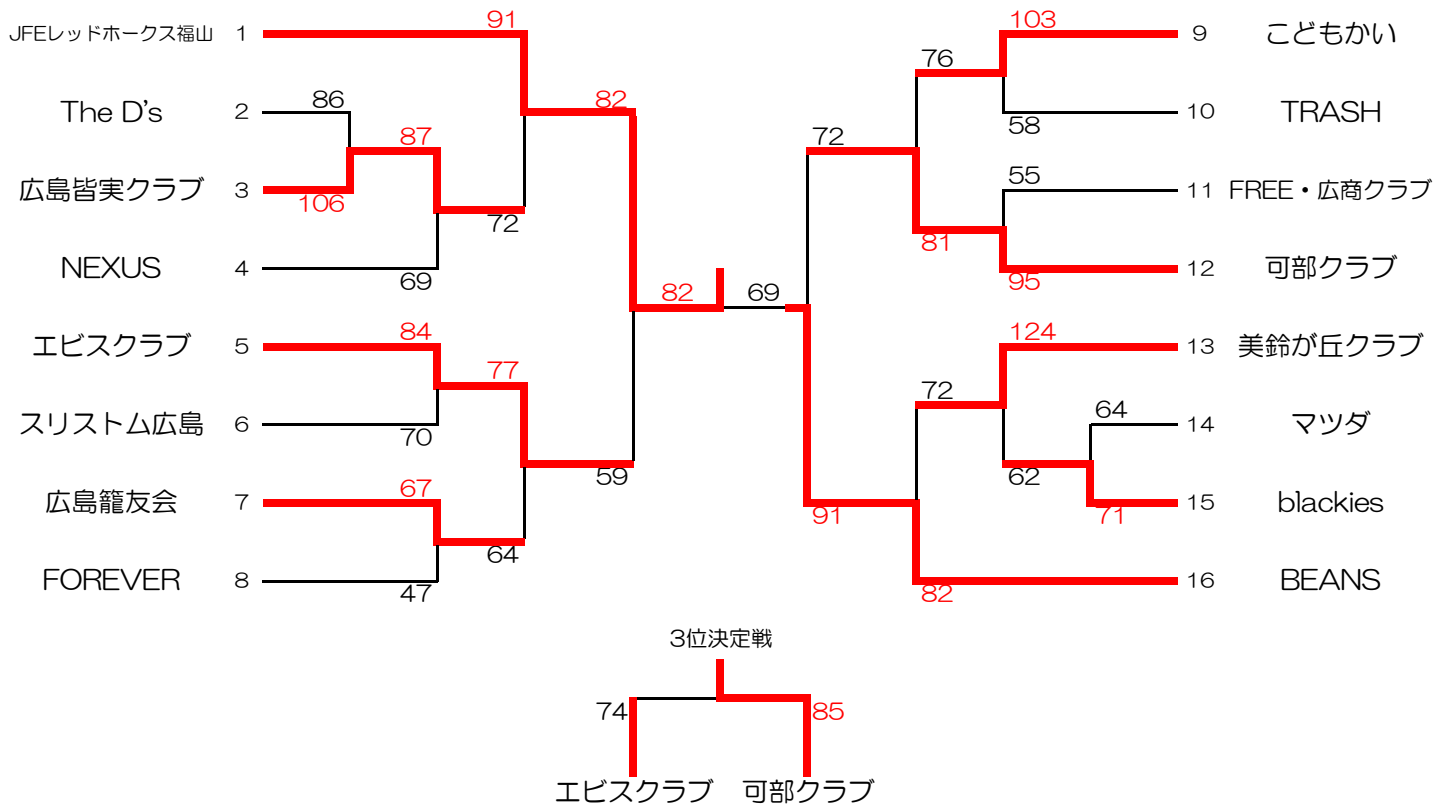 JFEレッドホークス福山 1 91 103 9 こどもかい
The D's 2 86 82 76 58 10 TRASH
広島皆実クラブ 3 106 87 72 72 55 11 FREE・広商クラブ
NEXUS 4 69 82 69 81 95 12 可部クラブ
エビスクラブ 5 84 77 124 13 美鈴が丘クラブ
スリストム広島 6 70 59 72 62 64 14 マツダ
広島籠友会 7 67 64 91 71 15 blackies
FOREVER 8 47 82 16 BEANS
3位決定戦
74 85
エビスクラブ 可部クラブ